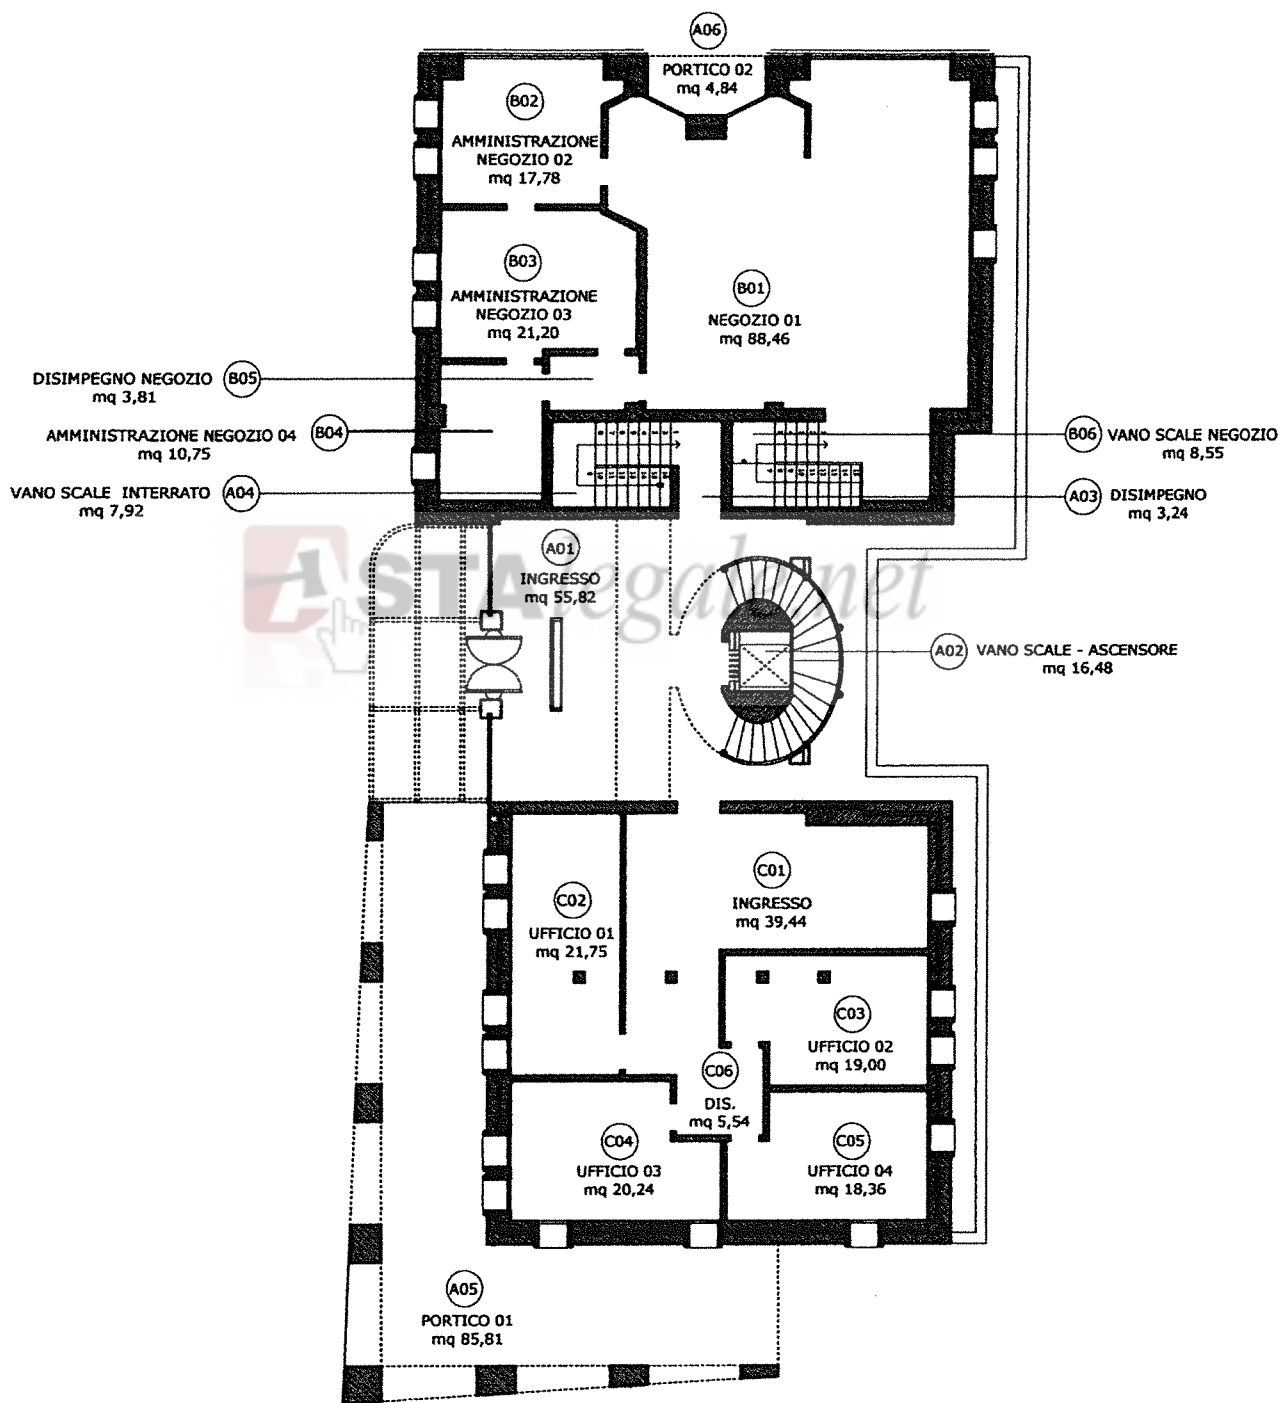 A06
PORTICO 02
mq 4,84
B02
AMMINISTRAZIONE
NEGOZIO 02
mq 17,78
B03
AMMINISTRAZIONE
NEGOZIO 03
mq 21,20
B01
NEGOZIO 01
mq 88,46
DISIMPEGNO NEGOZIO B05
mq 3,81
AMMINISTRAZIONE NEGOZIO 04 B04
mq 10,75
B06 VANO SCALE NEGOZIO
mq 8,55
VANO SCALE INTERRATO A04
mq 7,92
A03 DISIMPEGNO
mq 3,24
A01
INGRESSO
mq 55,82
ASTAlegale.net
A02 VANO SCALE - ASCENSORE
mq 16,48
C01
INGRESSO
mq 39,44
C02
UFFICIO 01
mq 21,75
C03
UFFICIO 02
mq 19,00
C06
DIS.
mq 5,54
C04
UFFICIO 03
mq 20,24
C05
UFFICIO 04
mq 18,36
A05
PORTICO 01
mq 85,81